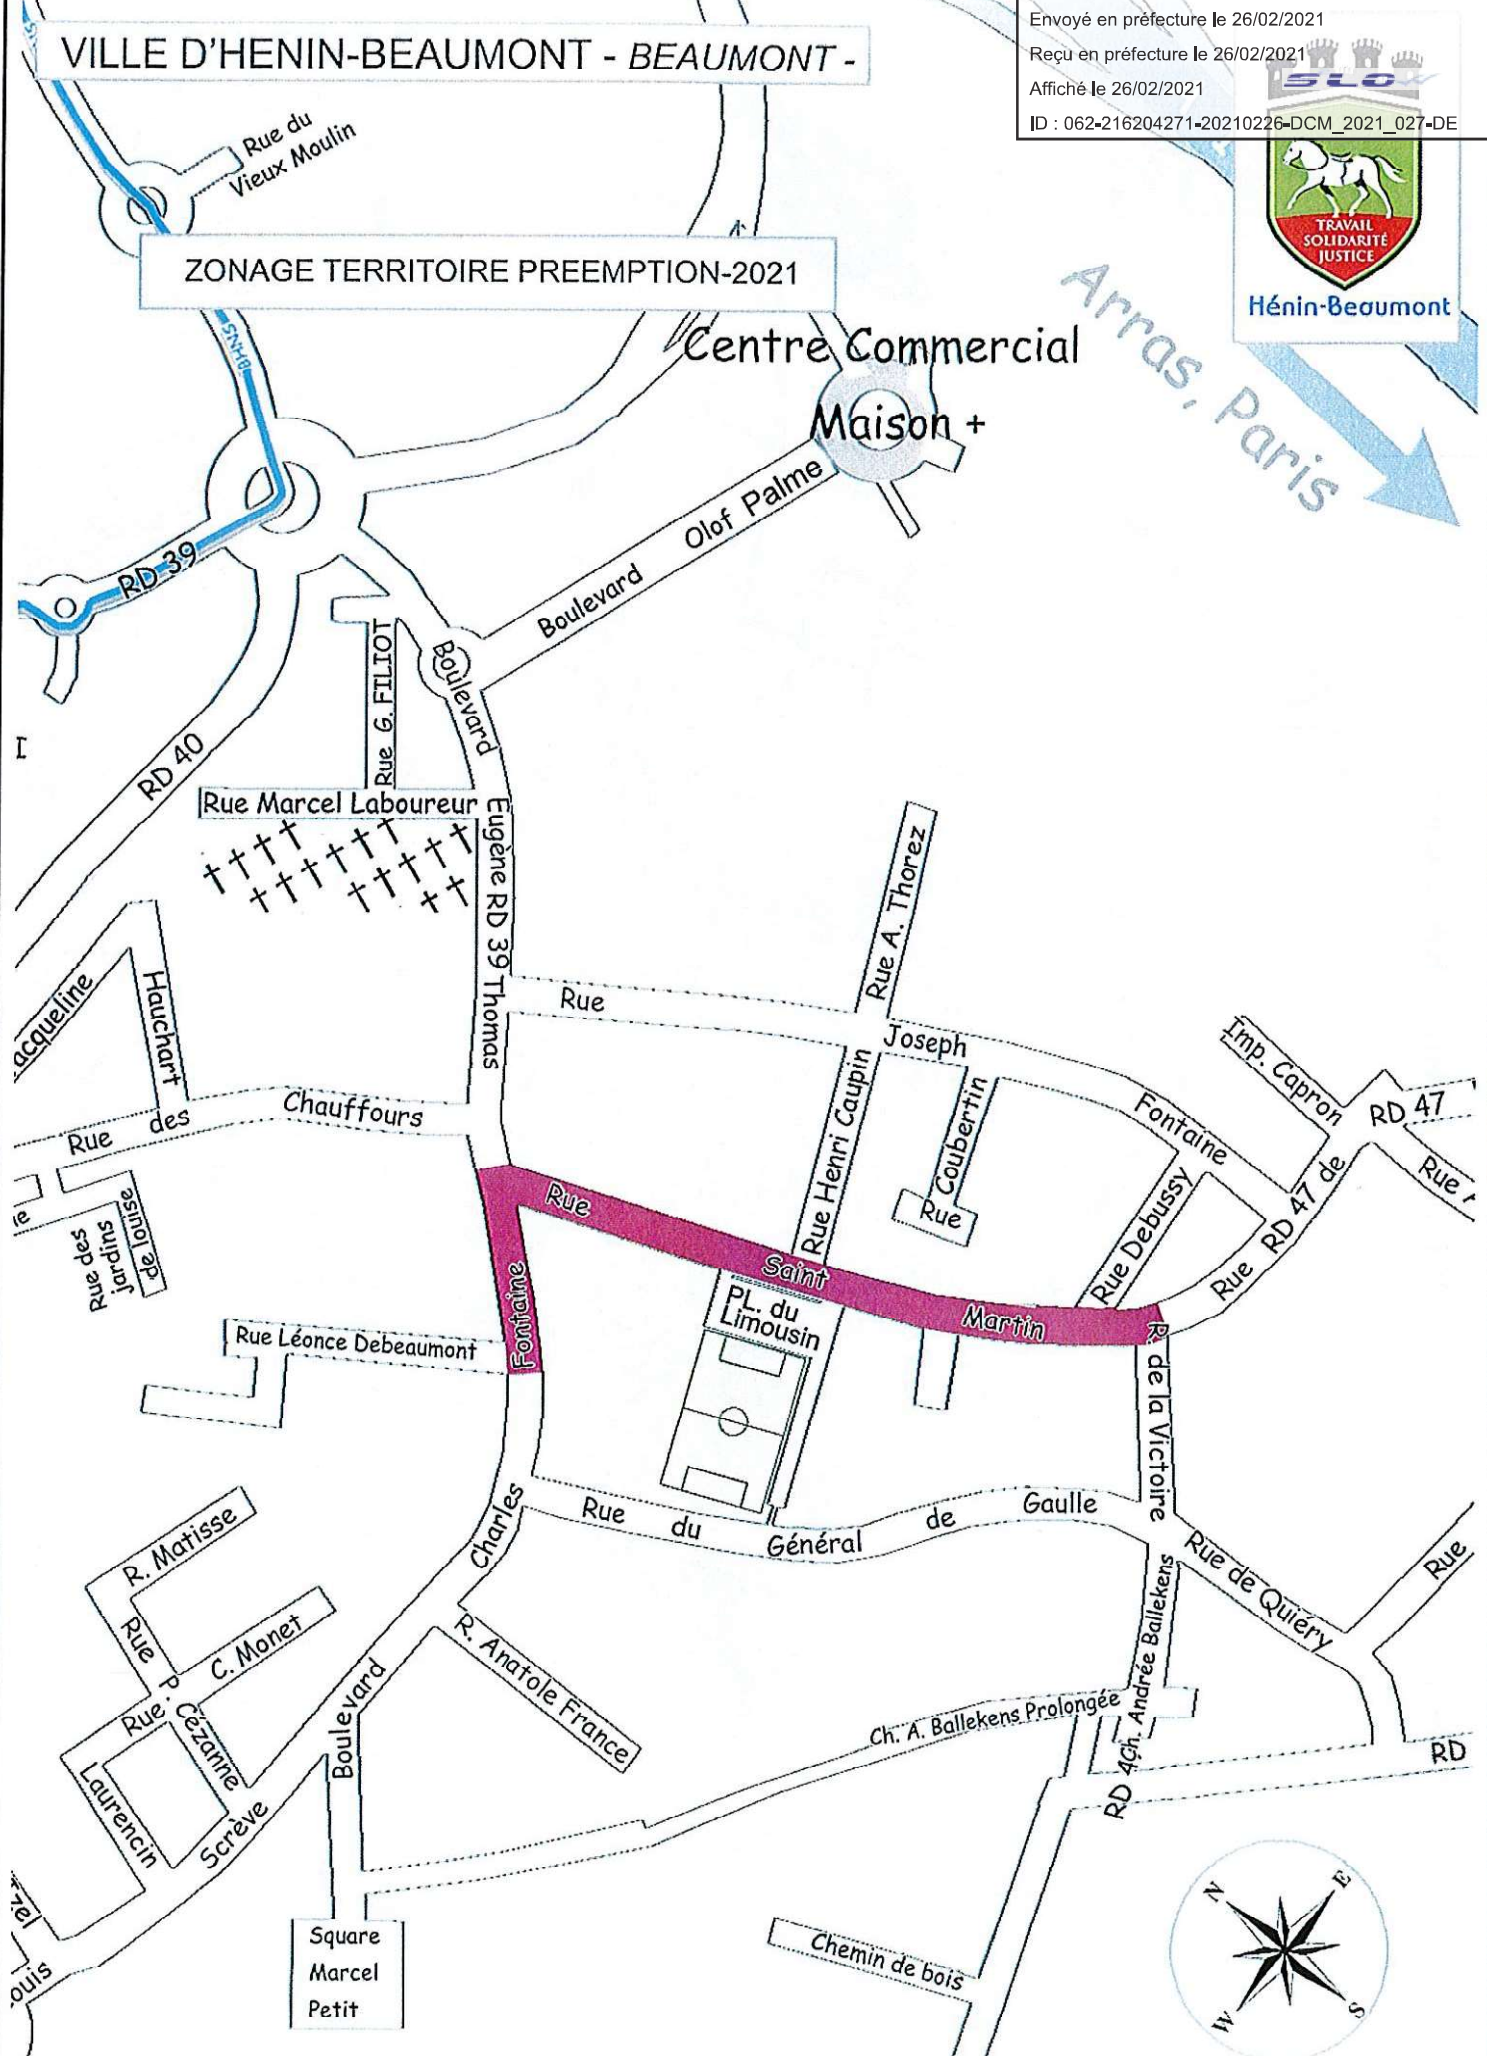 VILLE D'HENIN-BEAUMONT - BEAUMONT -
Envoyé en préfecture le 26/02/2021
Reçu en préfecture le 26/02/2021
Affiché le 26/02/2021
ID : 062-216204271-20210226-DCM_2021_027-DE
SLO
TRAVAIL
SOLIDARITÉ
JUSTICE
Hénin-Beaumont
Rue du
Vieux Moulin
ZONAGE TERRITOIRE PREEMPTION-2021
BHNS
Centre Commercial
Maison +
Arras, Paris
Boulevard Olof Palme
RD 39
Rue G. FILIOT
Boulevard Eugène RD 39 Thomas
RD 40
Rue Marcel Laboureur
Rue A. Thorez
acqueline
Hauchart
Rue Joseph Fontaine
Imp. Capron
RD 47
Rue des Chauffours
Rue Henri Caupin
Rue Coubertin
Rue Debussy
Rue RD 47 de
Rue
Rue des
jardins
de louise
Rue Saint Martin
Fontaine
PL. du
Limousin
Rue Léonce Debeaumont
R. de la Victoire
Charles
Rue du Général de Gaulle
R. Matisse
Rue P. Cézanne
Rue C. Monet
R. Anatole France
Rue de Quiéry
Rue
Ch. Andrée Ballekens
Ch. A. Ballekens Prolongée
Boulevard
Laurencin
Scrève
RD
ouis
Square
Marcel
Petit
Chemin de bois
N
E
W
S